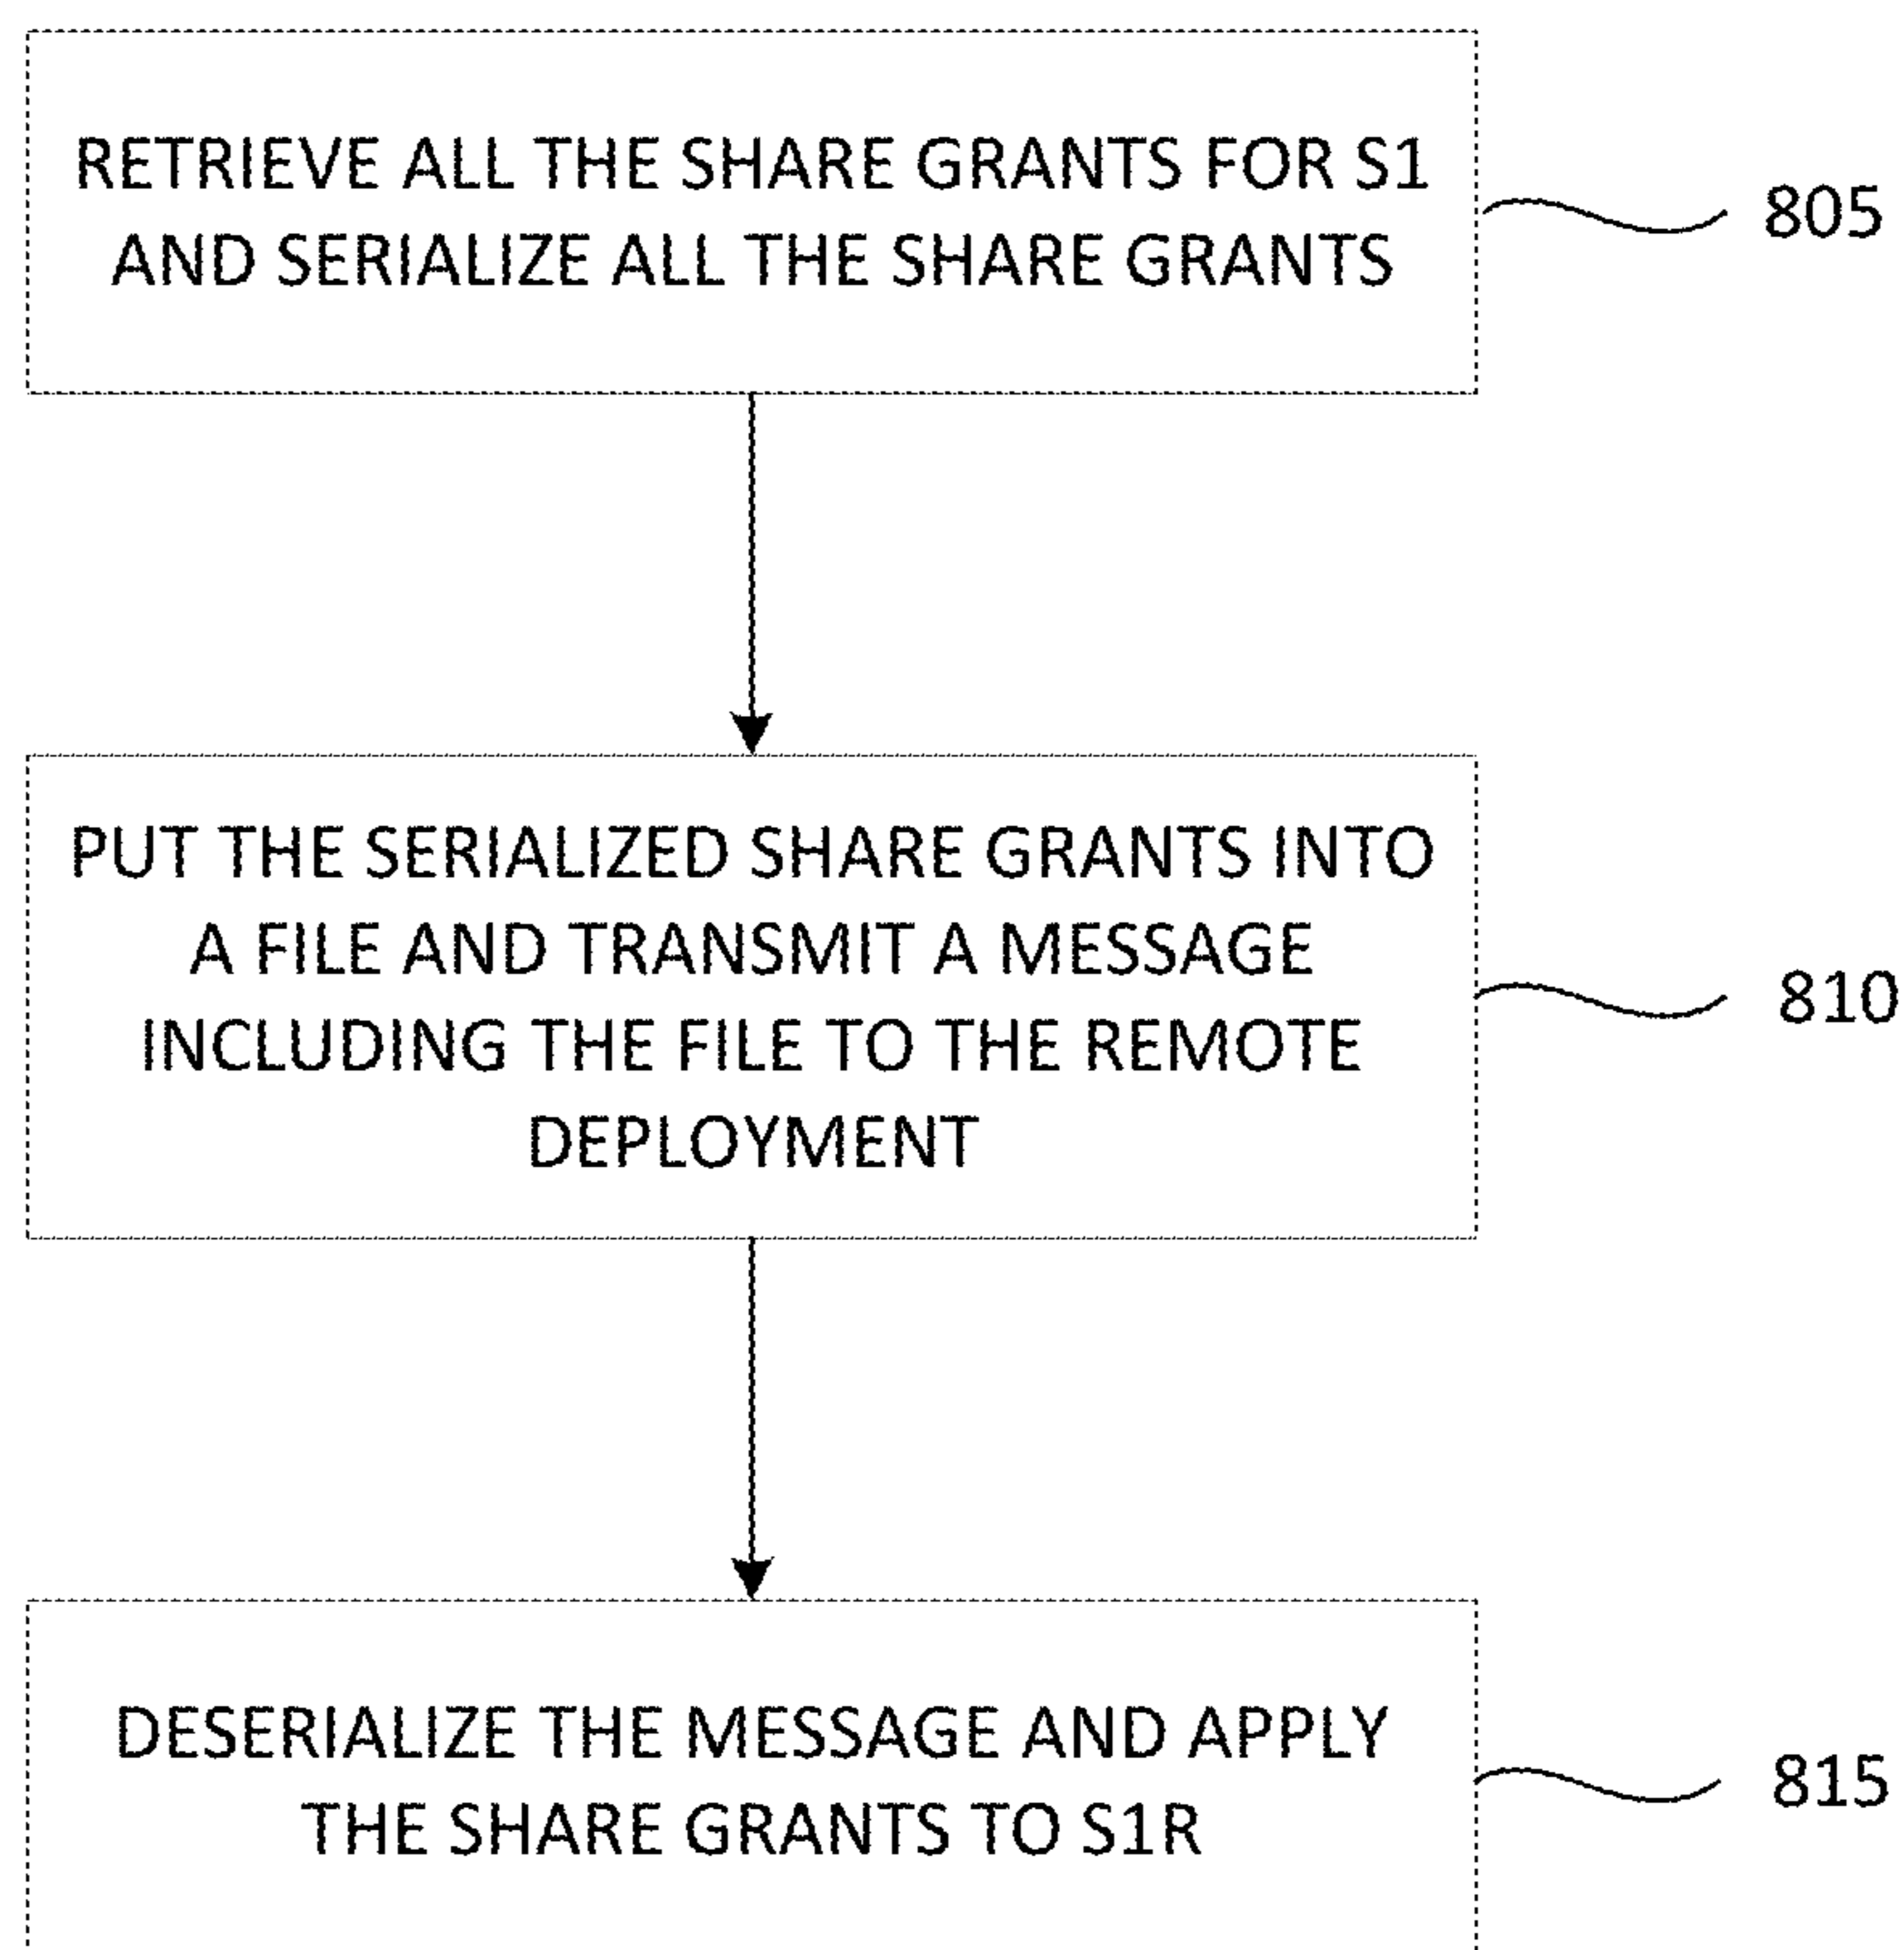 RETRIEVE ALL THE SHARE GRANTS FOR S1
AND SERIALIZE ALL THE SHARE GRANTS
805
PUT THE SERIALIZED SHARE GRANTS INTO
A FILE AND TRANSMIT A MESSAGE
INCLUDING THE FILE TO THE REMOTE
DEPLOYMENT
810
DESERIALIZE THE MESSAGE AND APPLY
THE SHARE GRANTS TO S1R
815